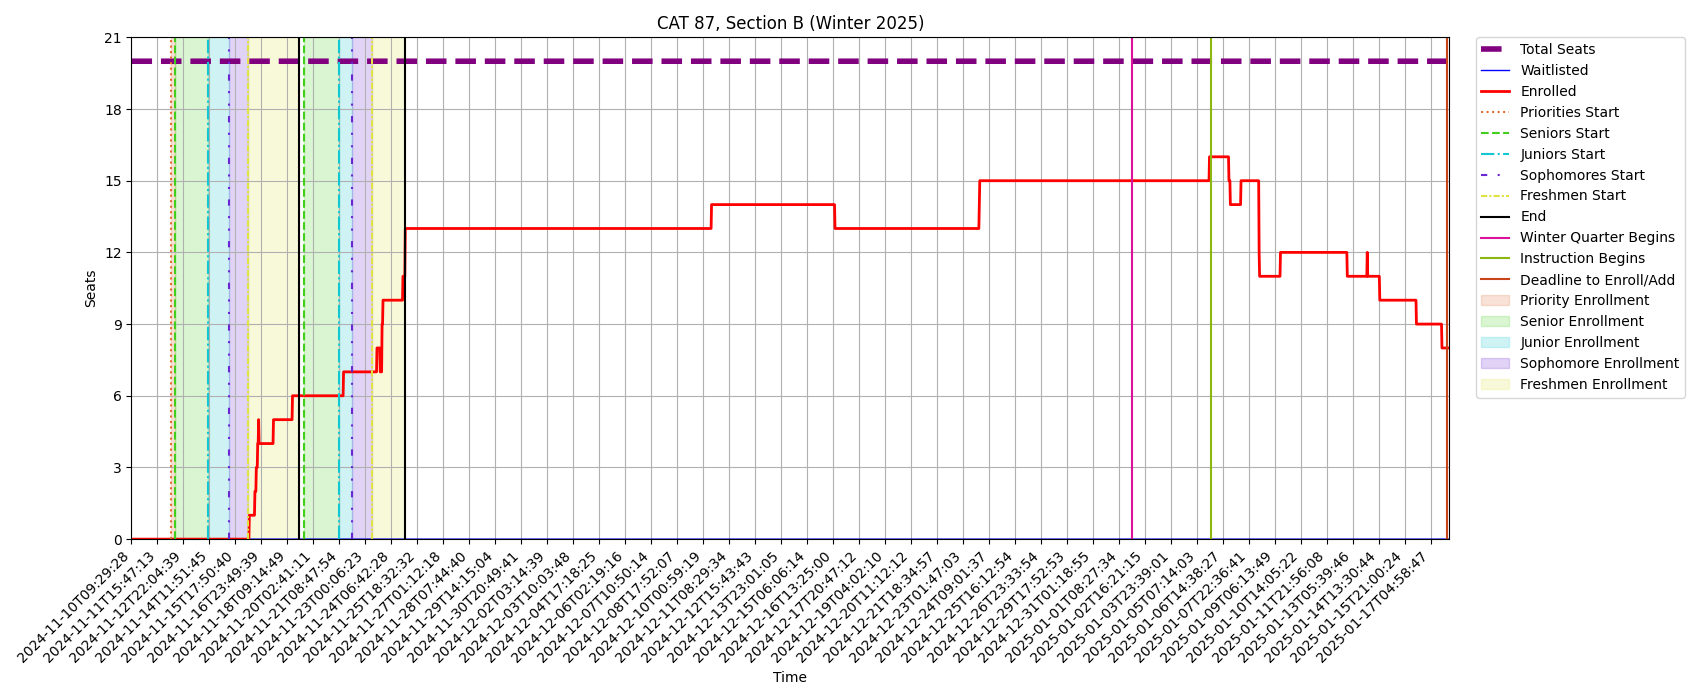 CAT 87, Section B (Winter 2025)
21
18
15
12
9
6
3
0
Seats
2024-11-10T09:29:28
2024-11-11T15:47:13
2024-11-12T22:04:39
2024-11-14T11:51:45
2024-11-15T17:50:40
2024-11-16T23:49:39
2024-11-18T09:14:49
2024-11-20T02:41:11
2024-11-21T08:47:54
2024-11-23T00:06:23
2024-11-24T06:42:28
2024-11-25T18:32:32
2024-11-27T01:12:18
2024-11-28T07:44:40
2024-11-29T14:15:04
2024-11-30T20:49:41
2024-12-02T03:14:39
2024-12-03T10:03:48
2024-12-04T17:18:25
2024-12-06T02:19:16
2024-12-07T10:50:14
2024-12-08T17:52:07
2024-12-10T00:59:19
2024-12-11T08:29:34
2024-12-12T15:43:43
2024-12-13T23:01:05
2024-12-15T06:06:14
2024-12-16T13:25:00
2024-12-17T20:47:12
2024-12-19T04:02:10
2024-12-20T11:12:12
2024-12-21T18:34:57
2024-12-23T01:47:03
2024-12-24T09:01:37
2024-12-25T16:12:54
2024-12-26T23:33:54
2024-12-29T17:52:53
2024-12-31T01:18:55
2025-01-01T08:27:34
2025-01-02T16:21:15
2025-01-03T23:39:01
2025-01-05T07:14:03
2025-01-06T14:38:27
2025-01-07T22:36:41
2025-01-09T06:13:49
2025-01-10T14:05:22
2025-01-11T21:56:08
2025-01-13T05:39:46
2025-01-14T13:30:44
2025-01-15T21:00:24
2025-01-17T04:58:47
Time
Total Seats
Waitlisted
Enrolled
Priorities Start
Seniors Start
Juniors Start
Sophomores Start
Freshmen Start
End
Winter Quarter Begins
Instruction Begins
Deadline to Enroll/Add
Priority Enrollment
Senior Enrollment
Junior Enrollment
Sophomore Enrollment
Freshmen Enrollment